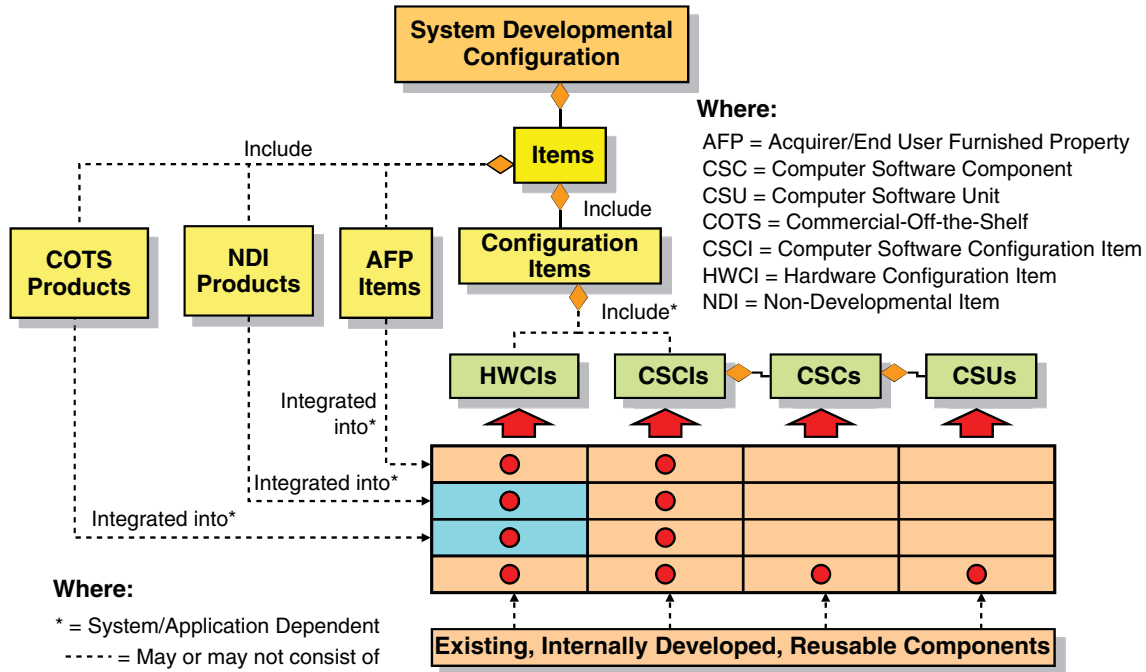 System Developmental
Configuration
Where:
AFP = Acquirer/End User Furnished Property
CSC = Computer Software Component
CSU = Computer Software Unit
COTS = Commercial-Off-the-Shelf
CSCI = Computer Software Configuration Item
HWCI = Hardware Configuration Item
NDI = Non-Developmental Item
Include
Items
Include
COTS
Products
NDI
Products
AFP
Items
Configuration
Items
Include*
HWCIs
CSCIs
CSCs
CSUs
Integrated
into*
Integrated into*
Integrated into*
Where:
* = System/Application Dependent
----- = May or may not consist of
Existing, Internally Developed, Reusable Components